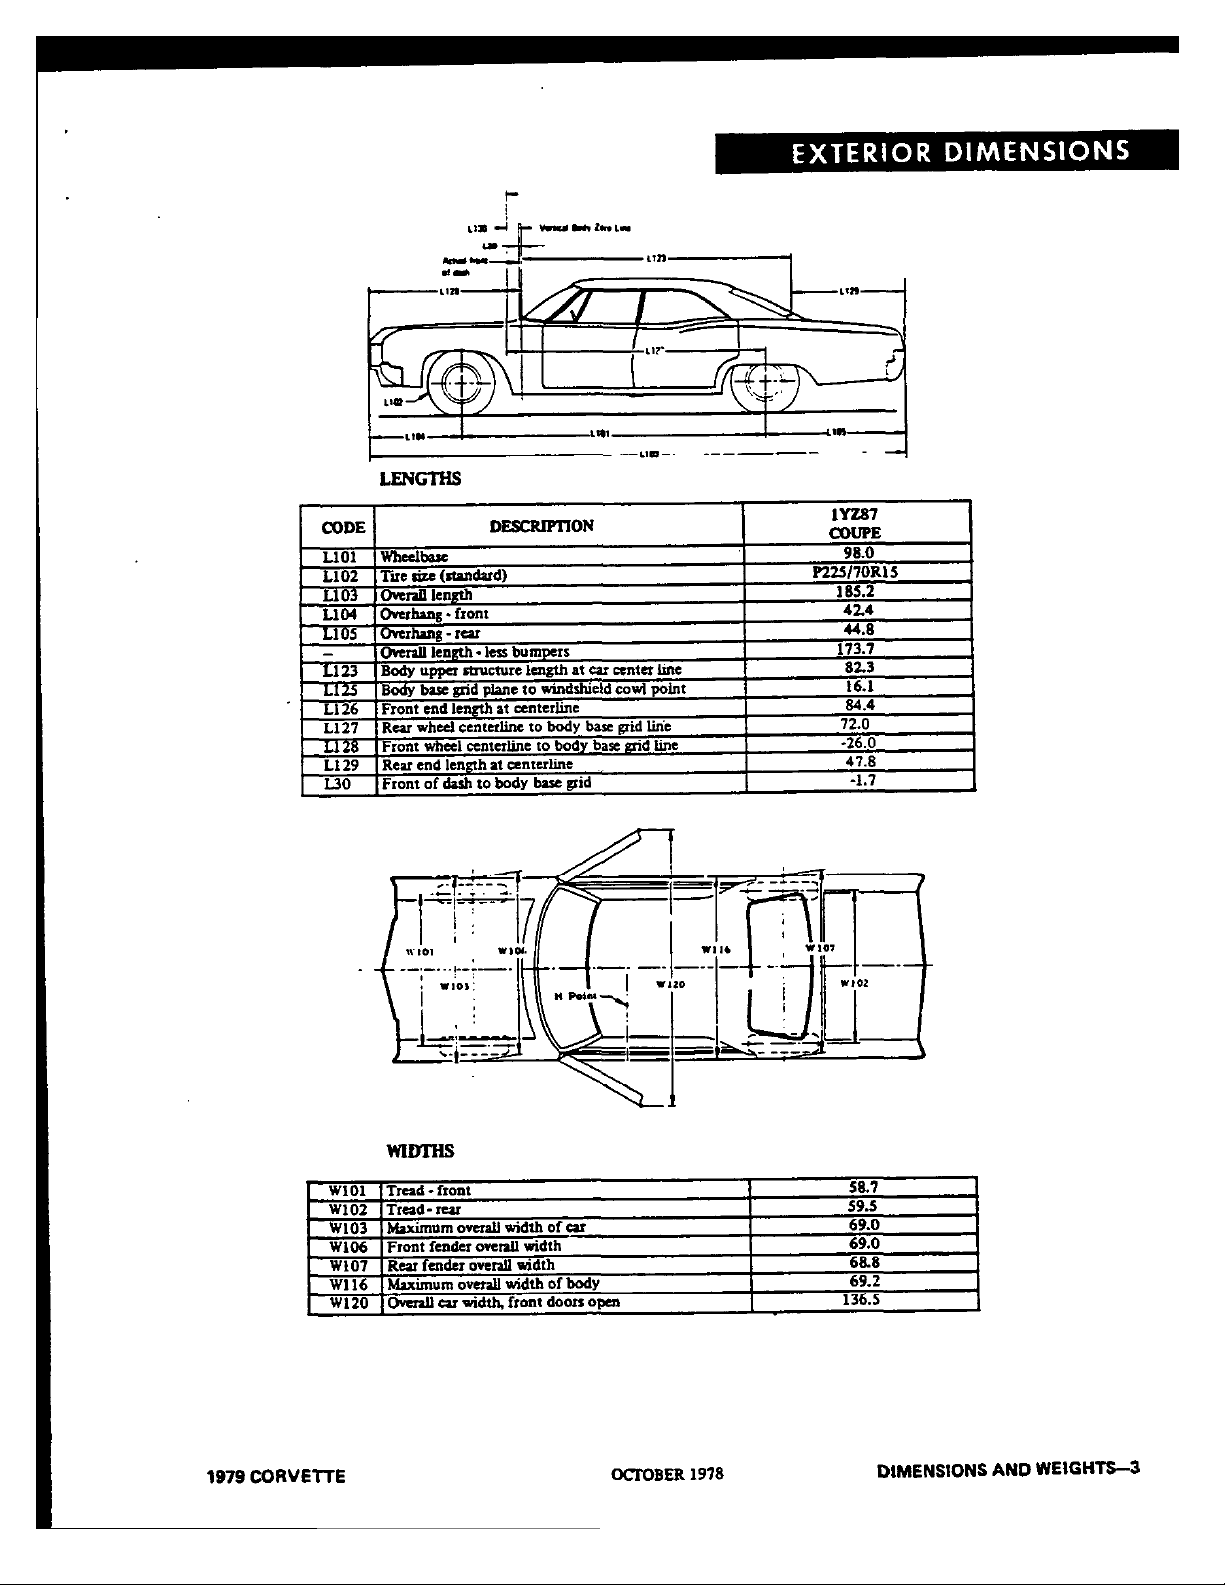 EXTERIOR DIMENSIONS
Vertical Body Zero Line
L30
Actual front
L123
of dash
L128
L129
L127
L102
L104
L101
L105
L103
LENGTHS
CODE DESCRIPTION 1YZ87 COUPE
L101 Wheelbase 98.0
L102 Tire size (standard) P225/70R15
L103 Overall length 185.2
L104 Overhang - front 42.4
L105 Overhang - rear 44.8
– Overall length - less bumpers 173.7
L123 Body upper structure length at car center line 82.3
L125 Body base grid plane to windshield cowl point 16.1
L126 Front end length at centerline 84.4
L127 Rear wheel centerline to body base grid line 72.0
L128 Front wheel centerline to body base grid line -26.0
L129 Rear end length at centerline 47.8
L30 Front of dash to body base grid -1.7
W101
W106
W116
W107
W103
H Point
W120
W102
WIDTHS
W101 Tread - front 58.7
W102 Tread - rear 59.5
W103 Maximum overall width of car 69.0
W106 Front fender overall width 69.0
W107 Rear fender overall width 68.8
W116 Maximum overall width of body 69.2
W120 Overall car width, front doors open 136.5
1979 CORVETTE OCTOBER 1978 DIMENSIONS AND WEIGHTS—3